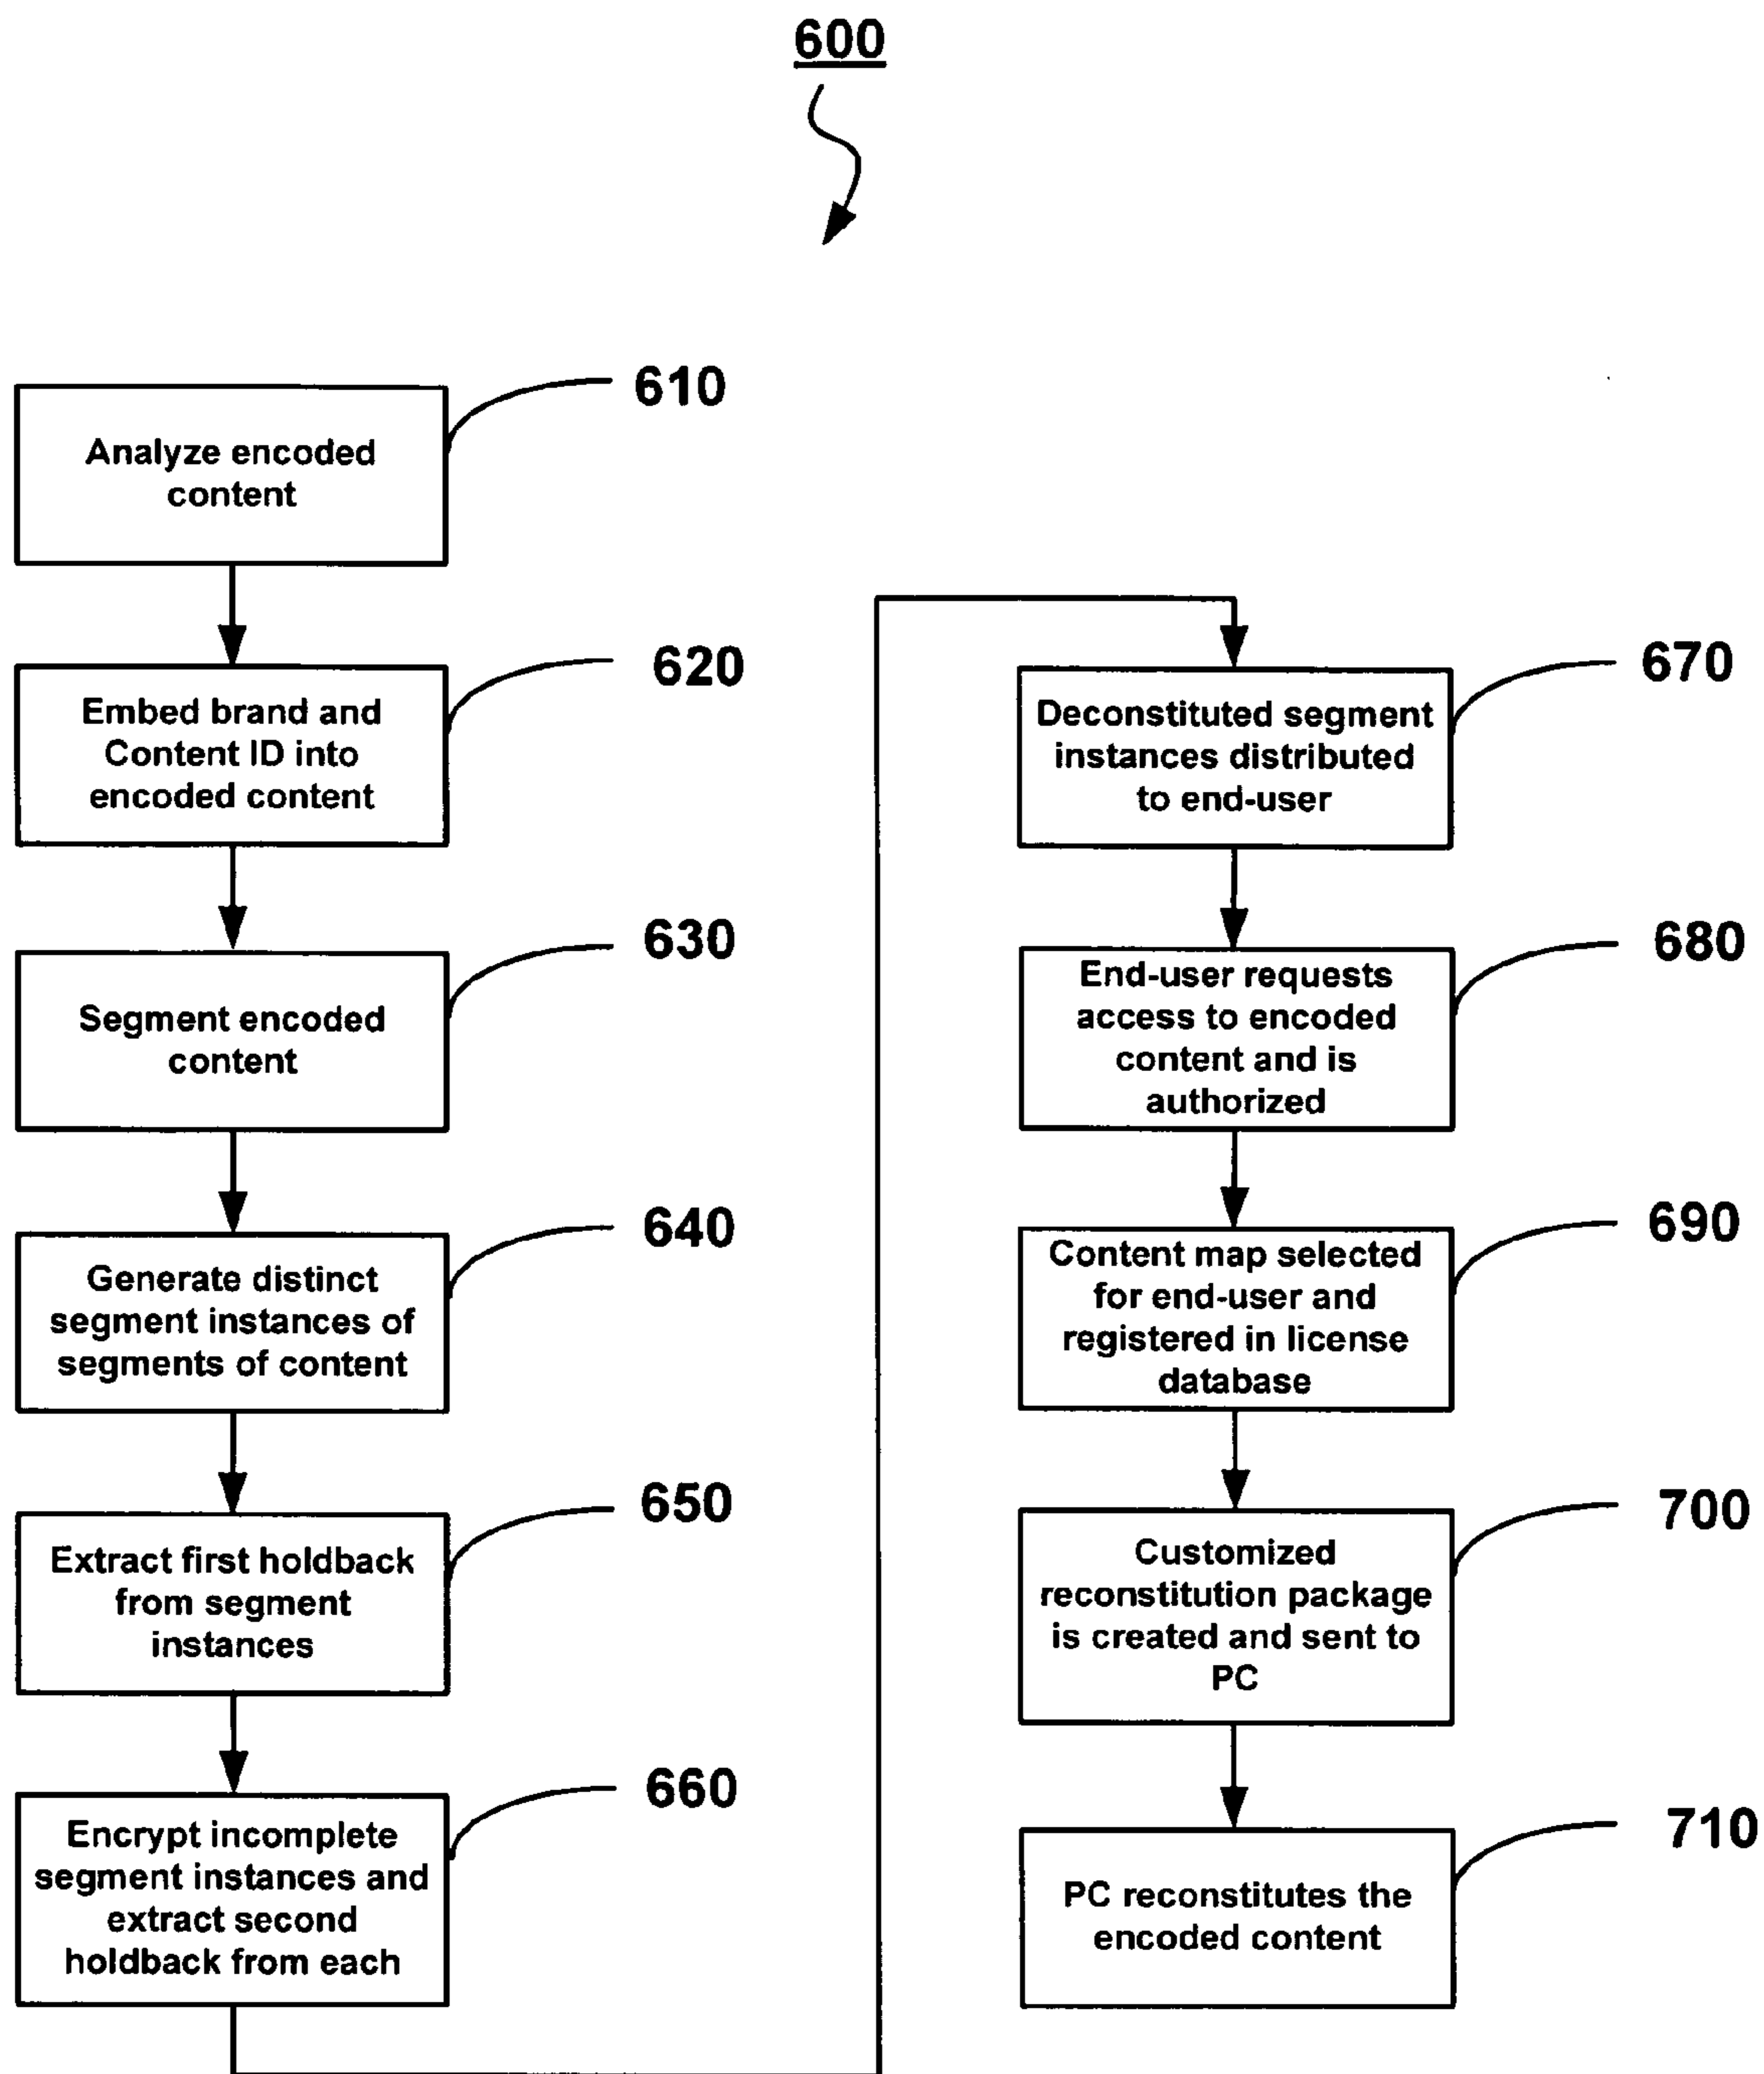 600
610
Analyze encoded
content
620
Embed brand and
Content ID into
encoded content
630
Segment encoded
content
640
Generate distinct
segment instances of
segments of content
650
Extract first holdback
from segment
instances
660
Encrypt incomplete
segment instances and
extract second
holdback from each
670
Deconstituted segment
instances distributed
to end-user
680
End-user requests
access to encoded
content and is
authorized
690
Content map selected
for end-user and
registered in license
database
700
Customized
reconstitution package
is created and sent to
PC
710
PC reconstitutes the
encoded content